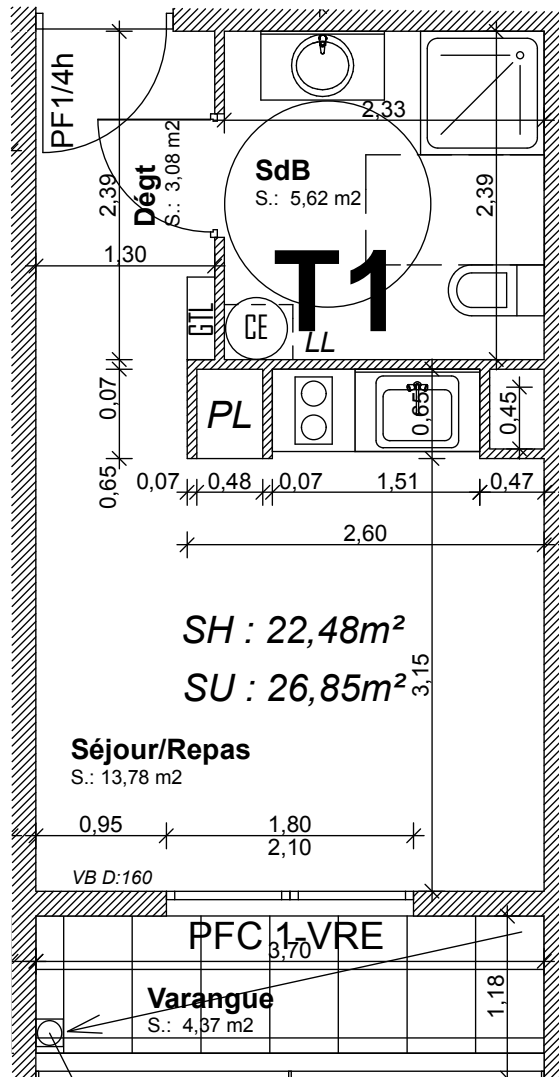 PF1/4h
2,33
SdB
S.: 5,62 m2
Dégt
S.: 3,08 m2
2,39
2,39
1,30
T1
GTL
CE
LL
0,07
PL
0,65
0,45
0,65
0,07
0,48
0,07
1,51
0,47
2,60
SH : 22,48m²
SU : 26,85m²
3,15
Séjour/Repas
S.: 13,78 m2
0,95
1,80
2,10
VB D:160
PFC 1-VRE
3,70
1,18
Varangue
S.: 4,37 m2